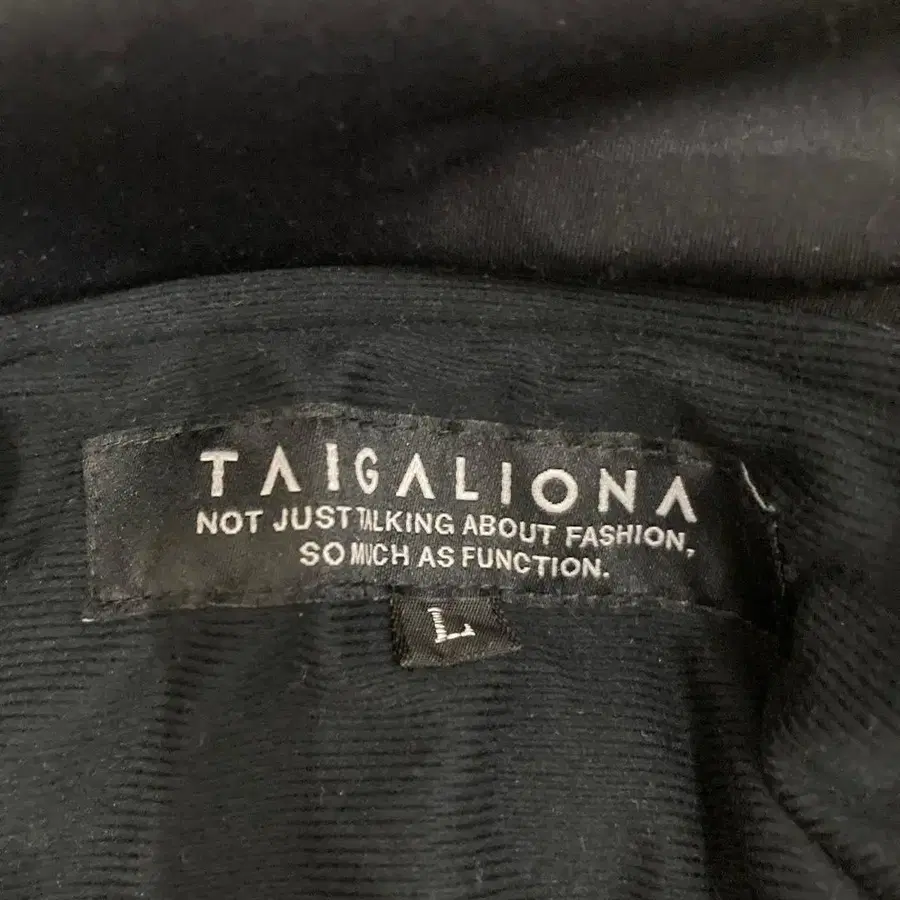 TAIGALIONA
NOT JUST TALKING ABOUT FASHION,
SO MUCH AS FUNCTION.
L